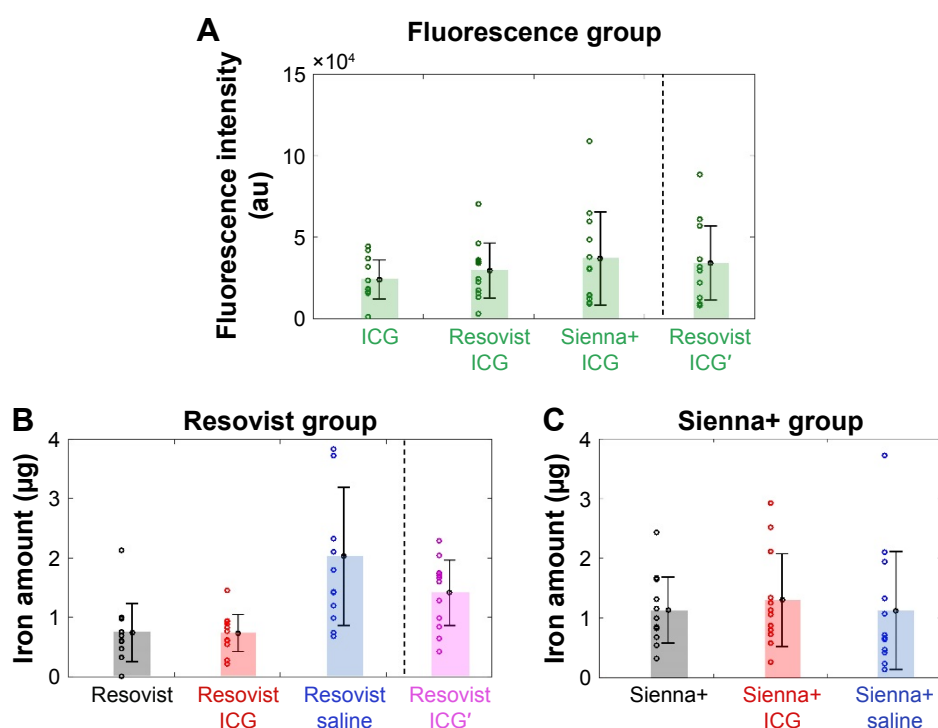 A
Fluorescence group
×10⁴
Fluorescence intensity
(au)
15
10
5
0
ICG
Resovist
ICG
Sienna+
ICG
Resovist
ICG′
B
Resovist group
Iron amount (µg)
4
3
2
1
0
Resovist
Resovist
ICG
Resovist
saline
Resovist
ICG′
C
Sienna+ group
Iron amount (µg)
4
3
2
1
0
Sienna+
Sienna+
ICG
Sienna+
saline